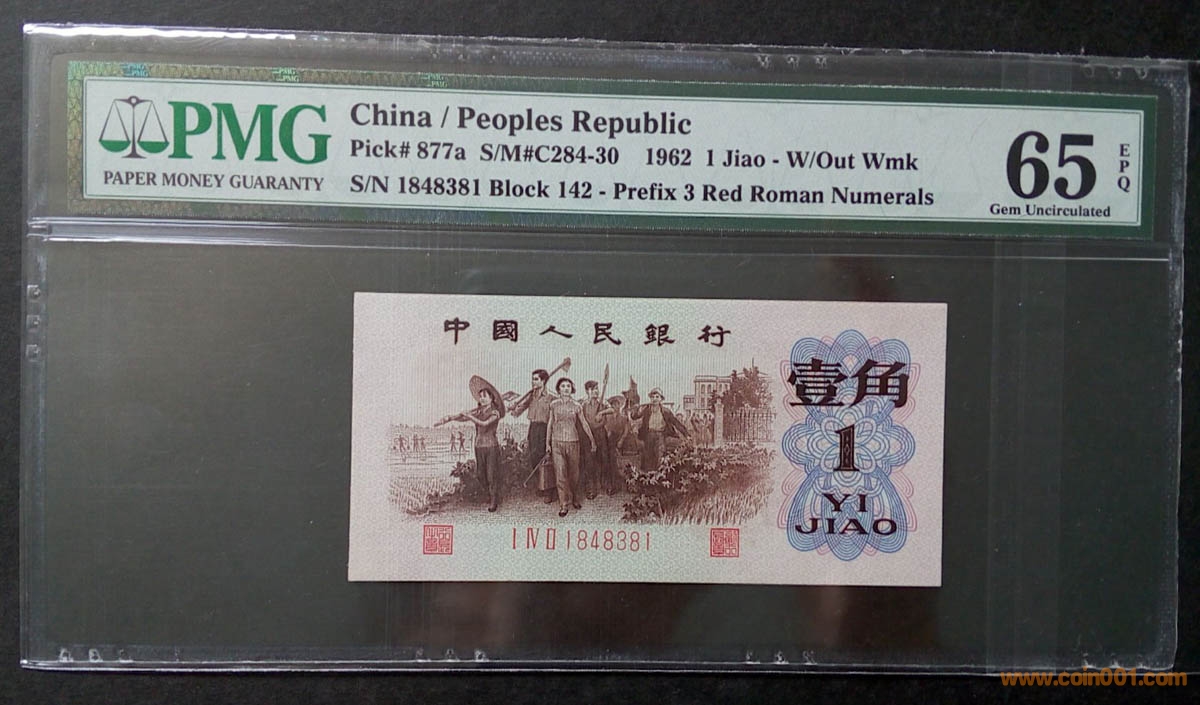 PMG
PAPER MONEY GUARANTY
China / Peoples Republic
Pick# 877a S/M#C284-30 1962 1 Jiao - W/Out Wmk
S/N 1848381 Block 142 - Prefix 3 Red Roman Numerals
65
EPQ
Gem Uncirculated
中國人民銀行
壹角
1
YI
JIAO
I IV II 1848381
www.coin001.com